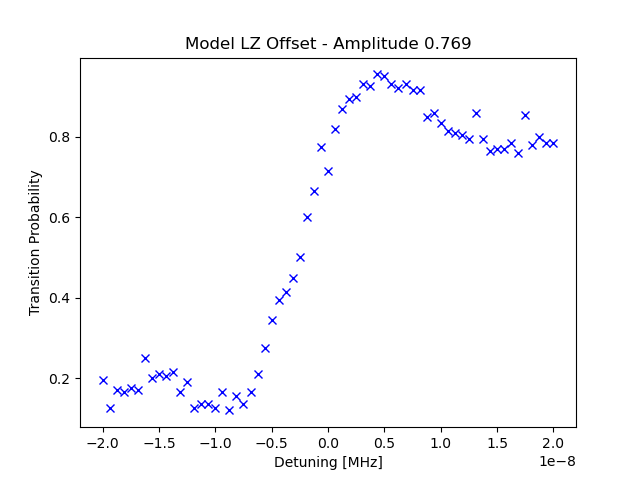 Model LZ Offset - Amplitude 0.769
Transition Probability
0.8
0.6
0.4
0.2
−2.0 −1.5 −1.0 −0.5 0.0 0.5 1.0 1.5 2.0
1e−8
Detuning [MHz]